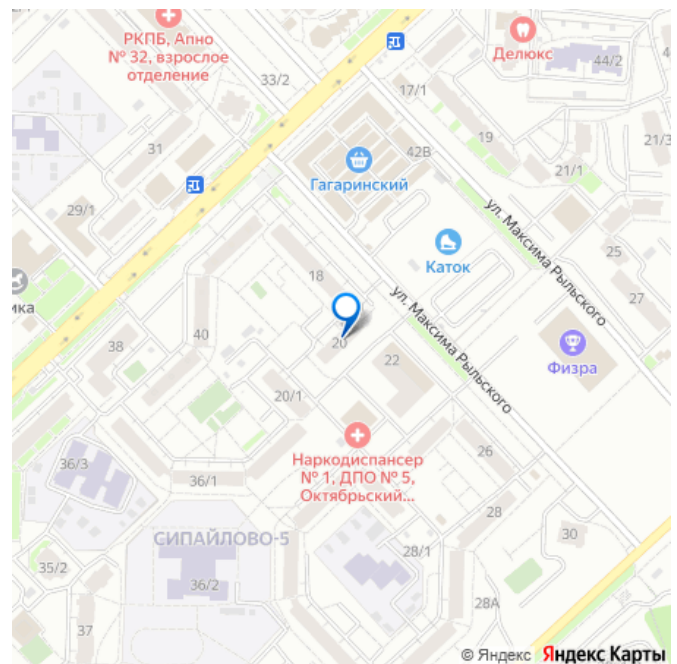 РКПБ, Апно
№ 32, взрослое
отделение
Делюкс
44/2
33/2
17/1
31
42В
19
21/3
21/1
Гагаринский
29/1
ул. Максима Рыльского
25
Каток
18
27
ика
40
ул. Максима Рыльского
38
20
22
Физра
20/1
Наркодиспансер
№ 1, ДПО № 5,
Октябрьский...
26
36/3
36/1
28
СИПАЙЛОВО-5
30
28/1
35/2
36/2
28А
37
© Яндекс Яндекс Карты